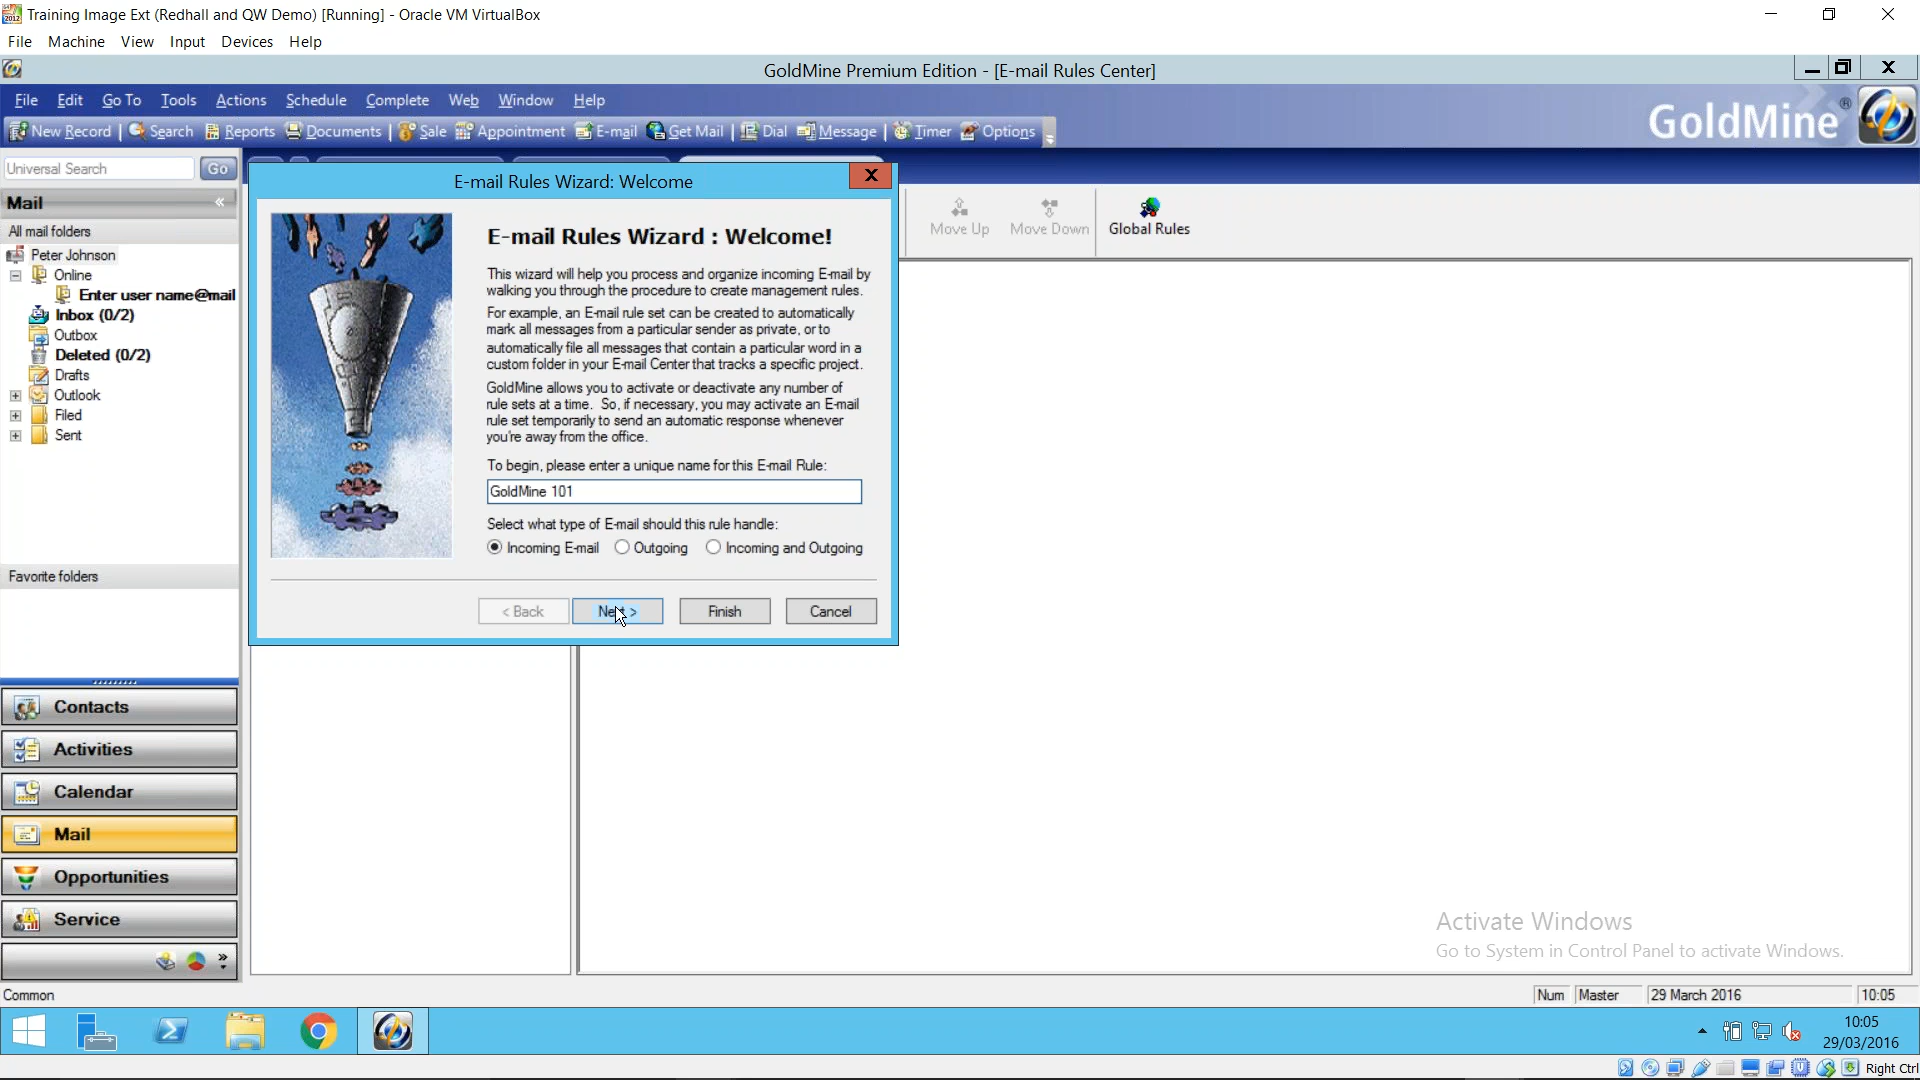 Training Image Ext (Redhall and QW Demo) [Running] - Oracle VM VirtualBox
File Machine View Input Devices Help
GoldMine Premium Edition - [E-mail Rules Center]
File Edit Go To Tools Actions Schedule Complete Web Window Help
New Record Search Reports Documents Sale Appointment E-mail Get Mail Dial Message Timer Options
GoldMine ®
Universal Search Go
Mail «
All mail folders
Peter Johnson
Online
Enter user name@mail
Inbox (0/2)
Outbox
Deleted (0/2)
Drafts
Outlook
Filed
Sent
Favorite folders
Contacts
Activities
Calendar
Mail
Opportunities
Service
E-mail Rules Wizard: Welcome
Move Up Move Down Global Rules
E-mail Rules Wizard : Welcome!
This wizard will help you process and organize incoming E-mail by
walking you through the procedure to create management rules.
For example, an E-mail rule set can be created to automatically
mark all messages from a particular sender as private, or to
automatically file all messages that contain a particular word in a
custom folder in your E-mail Center that tracks a specific project.
GoldMine allows you to activate or deactivate any number of
rule sets at a time. So, if necessary, you may activate an E-mail
rule set temporarily to send an automatic response whenever
you're away from the office.
To begin, please enter a unique name for this E-mail Rule:
GoldMine 101
Select what type of E-mail should this rule handle:
Incoming E-mail Outgoing Incoming and Outgoing
< Back Next > Finish Cancel
Activate Windows
Go to System in Control Panel to activate Windows.
Common Num Master 29 March 2016 10:05
10:05
29/03/2016
Right Ctrl